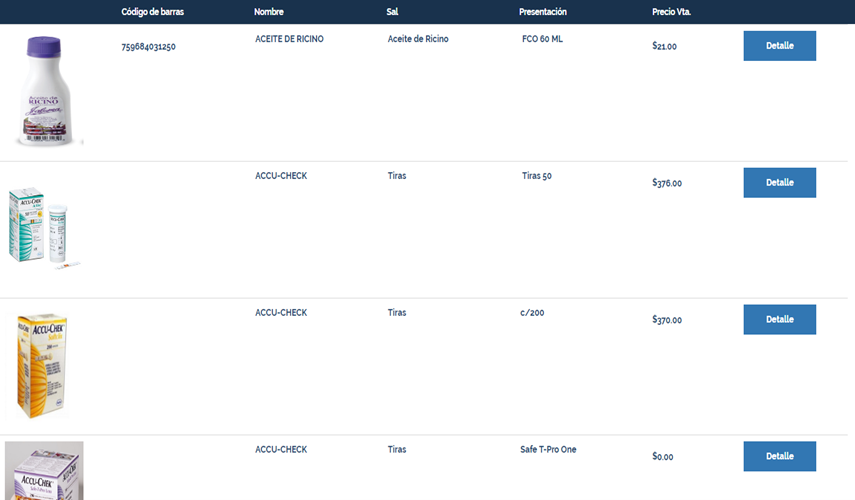 Código de barras Nombre Sal Presentación Precio Vta.
759684031250 ACEITE DE RICINO Aceite de Ricino FCO 60 ML $21.00 Detalle
Aceite de
RICINO
ACCU-CHECK Tiras Tiras 50 $376.00 Detalle
ACCU-CHEK
ACCU-CHECK Tiras c/200 $370.00 Detalle
ACCU-CHEK
ACCU-CHECK Tiras Safe T-Pro One $0.00 Detalle
ACCU-CHEK